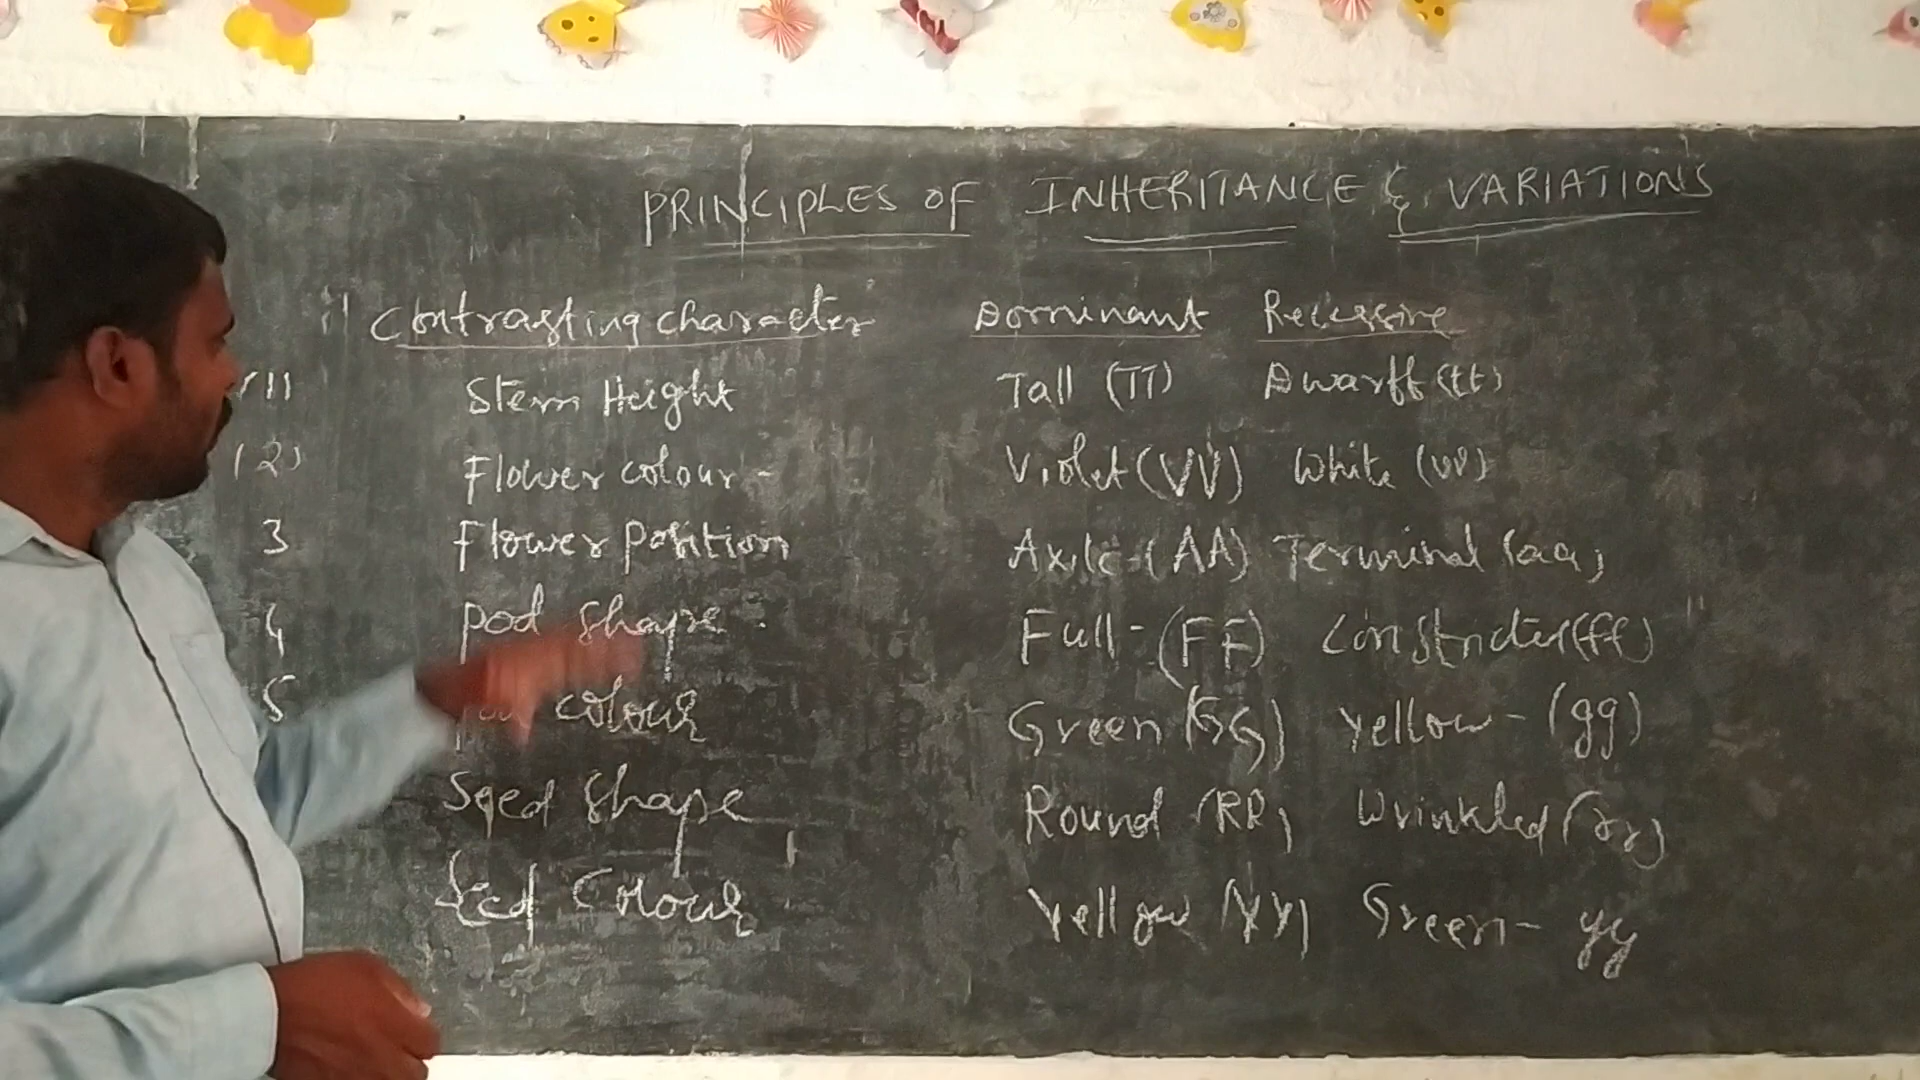 PRINCIPLES OF INHERITANCE & VARIATIONS
Contrasting character Dominant Recessive
(1) Stem Height Tall (TT) Dwarff (tt)
(2) Flower colour - Violet (VV) White (vv)
3 Flower Position Axile - (AA) Terminal (aa)
4 Pod Shape - Full - (FF) Constricted (ff)
5 colour Green (GG) Yellow - (gg)
Seed Shape Round (RR) Wrinkled (rr)
Seed Colour Yellow (YY) Green - yy